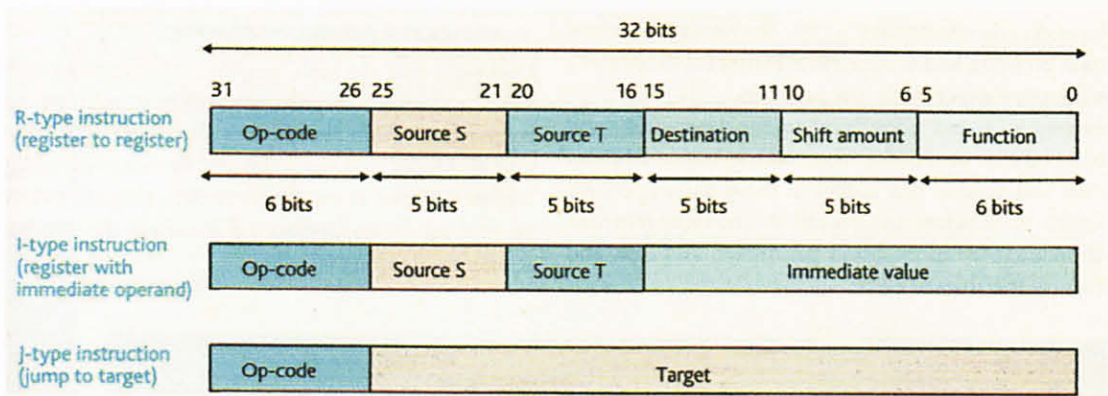 32 bits
31 26 25 21 20 16 15 11 10 6 5 0
R-type instruction
(register to register)
Op-code Source S Source T Destination Shift amount Function
6 bits 5 bits 5 bits 5 bits 5 bits 6 bits
I-type instruction
(register with
immediate operand)
Op-code Source S Source T Immediate value
J-type instruction
(jump to target)
Op-code Target